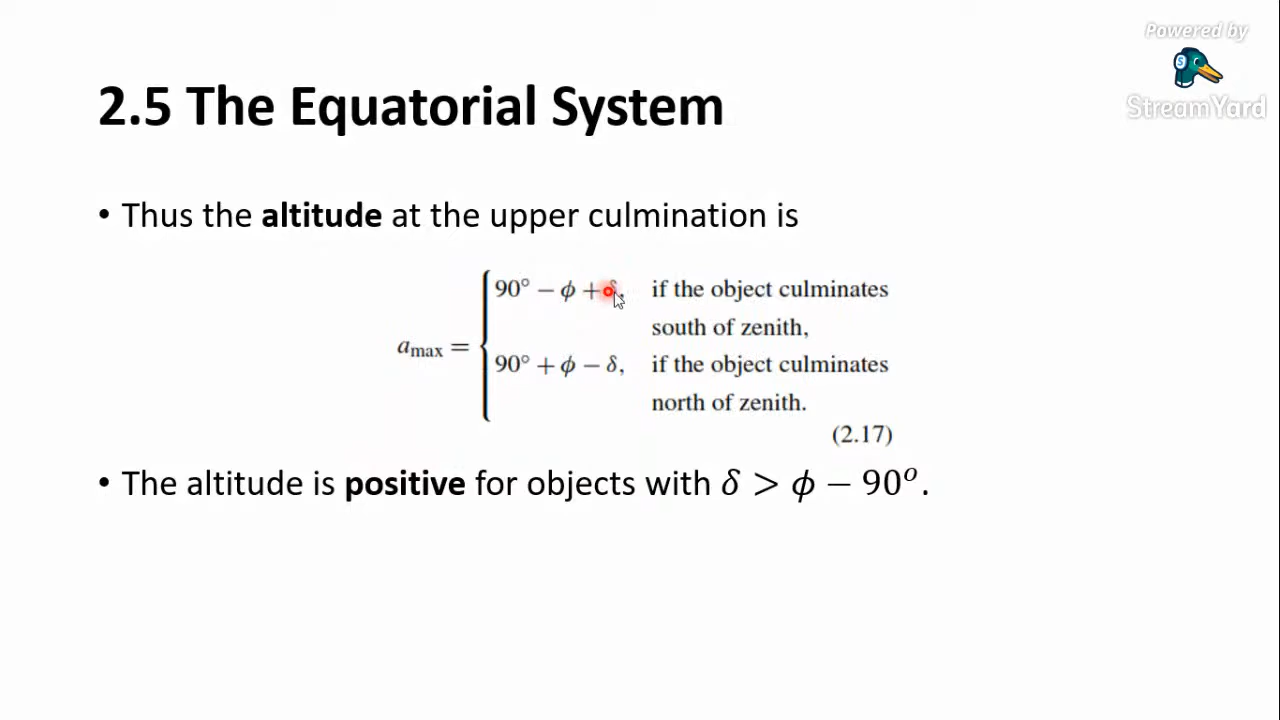 Powered by
StreamYard
2.5 The Equatorial System
• Thus the altitude at the upper culmination is
90° − ϕ + δ, if the object culminates
south of zenith,
a_max =
90° + ϕ − δ, if the object culminates
north of zenith.
(2.17)
• The altitude is positive for objects with δ > ϕ − 90°.